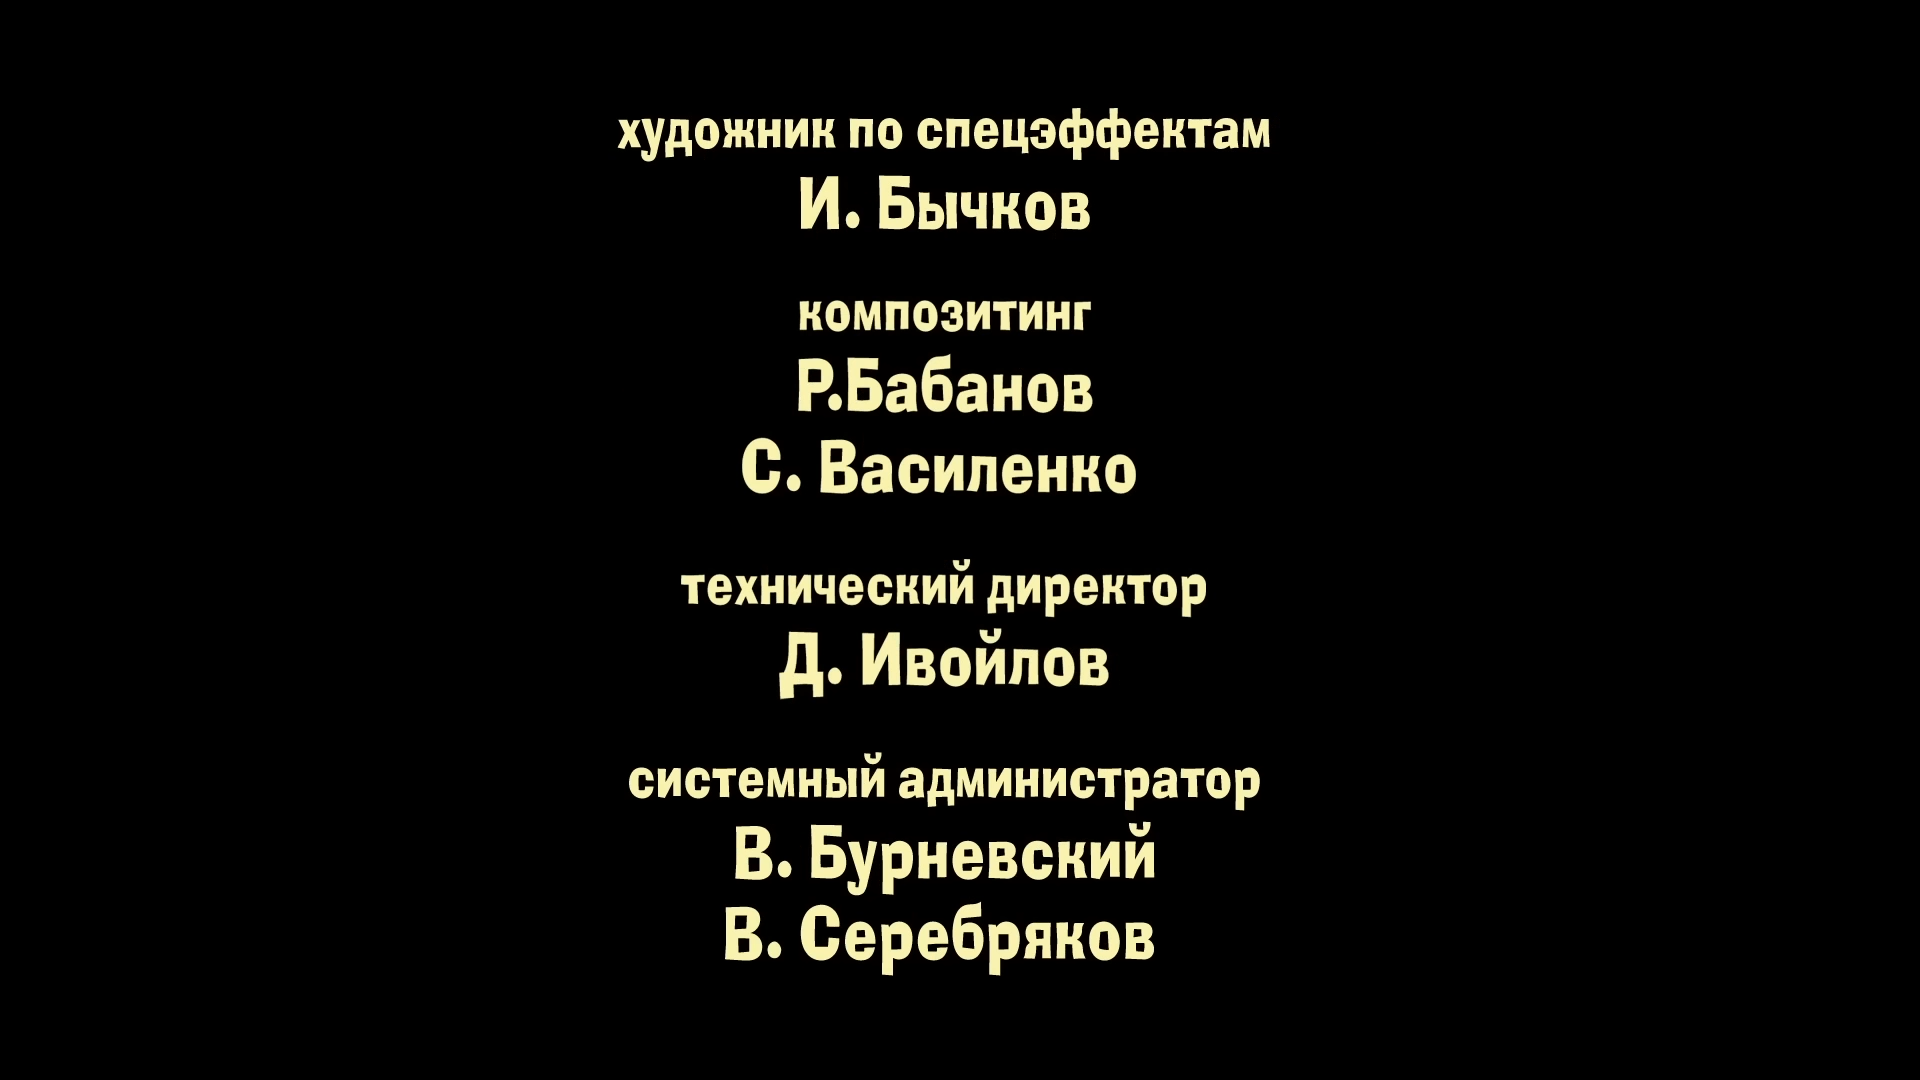 художник по спецэффектам
И. Бычков
композитинг
Р.Бабанов
С. Василенко
технический директор
Д. Ивойлов
системный администратор
В. Бурневский
В. Серебряков